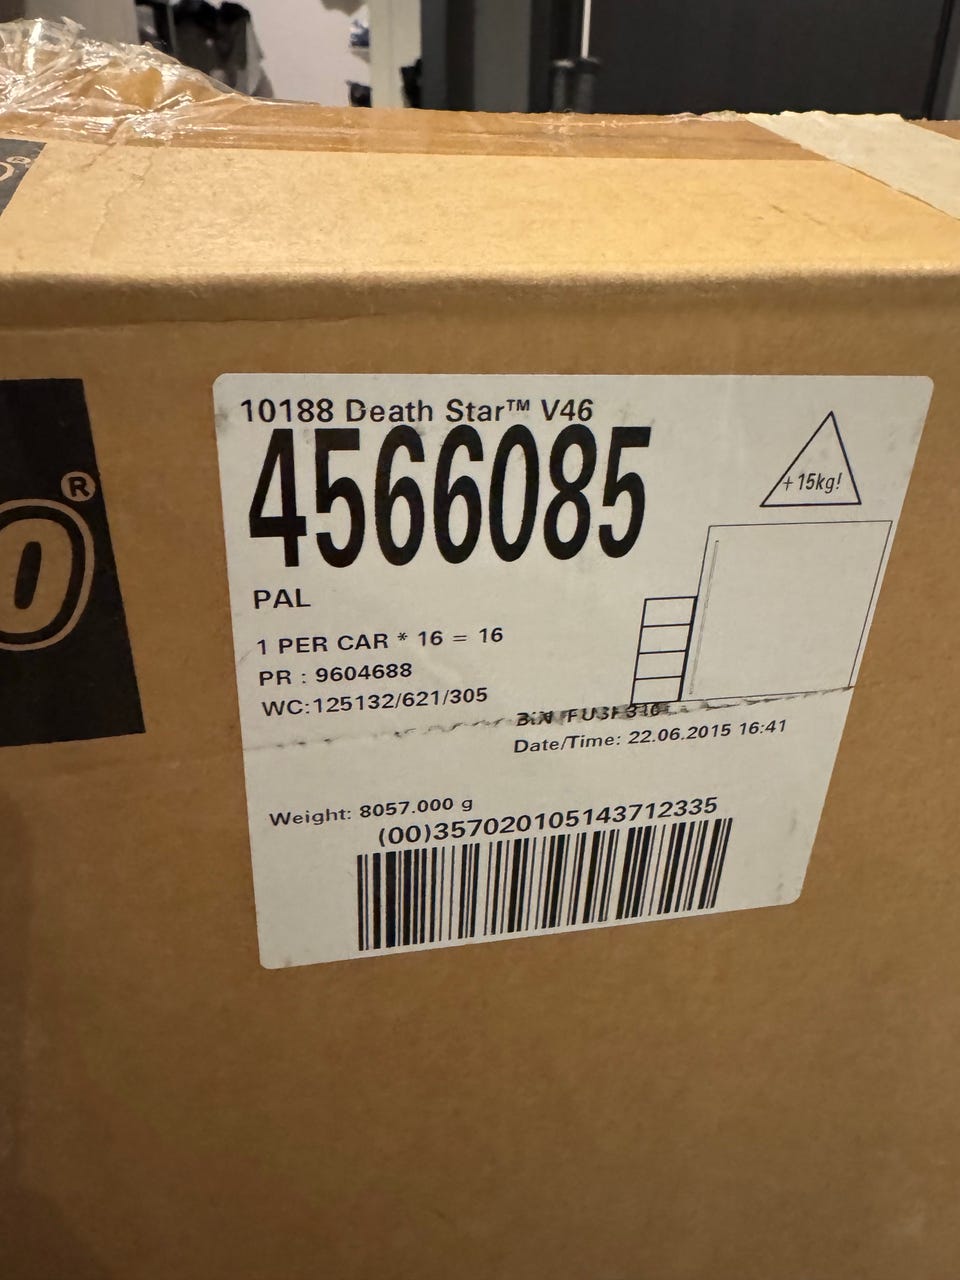 10188 Death Star™ V46
4566085
+15kg!
PAL
1 PER CAR * 16 = 16
PR : 9604688
WC:125132/621/305
Date/Time: 22.06.2015 16:41
Weight: 8057.000 g
(00)357020105143712335
O®